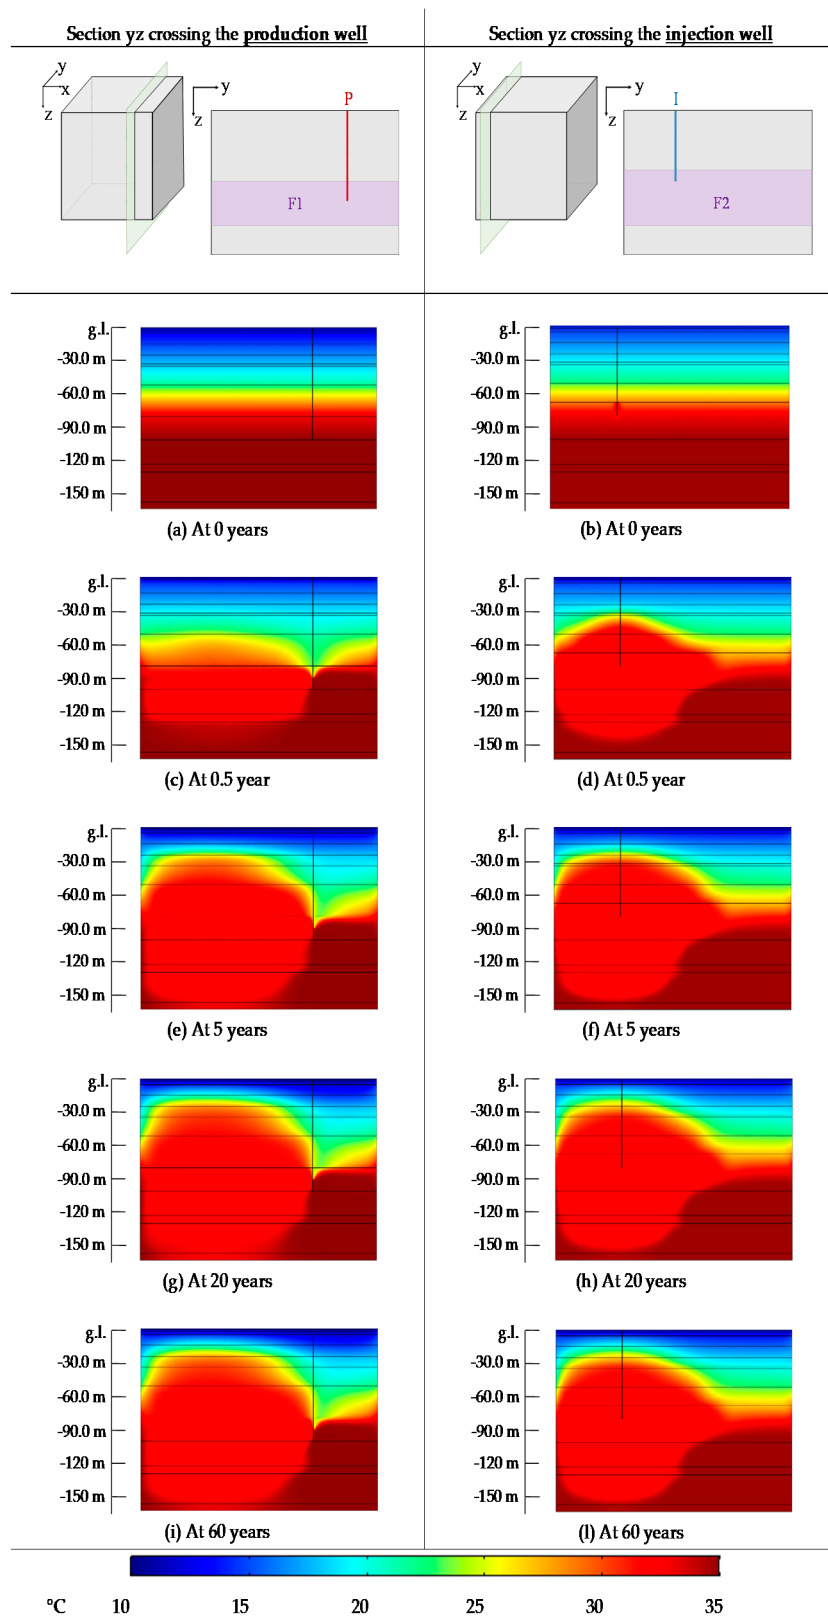 Section yz crossing the production well
Section yz crossing the injection well
y
x
z
y
z
P
F1
y
x
z
y
z
I
F2
g.l.
-30.0 m
-60.0 m
-90.0 m
-120 m
-150 m
(a) At 0 years
g.l.
-30.0 m
-60.0 m
-90.0 m
-120 m
-150 m
(b) At 0 years
g.l.
-30.0 m
-60.0 m
-90.0 m
-120 m
-150 m
(c) At 0.5 year
g.l.
-30.0 m
-60.0 m
-90.0 m
-120 m
-150 m
(d) At 0.5 year
g.l.
-30.0 m
-60.0 m
-90.0 m
-120 m
-150 m
(e) At 5 years
g.l.
-30.0 m
-60.0 m
-90.0 m
-120 m
-150 m
(f) At 5 years
g.l.
-30.0 m
-60.0 m
-90.0 m
-120 m
-150 m
(g) At 20 years
g.l.
-30.0 m
-60.0 m
-90.0 m
-120 m
-150 m
(h) At 20 years
g.l.
-30.0 m
-60.0 m
-90.0 m
-120 m
-150 m
(i) At 60 years
g.l.
-30.0 m
-60.0 m
-90.0 m
-120 m
-150 m
(l) At 60 years
°C 10 15 20 25 30 35